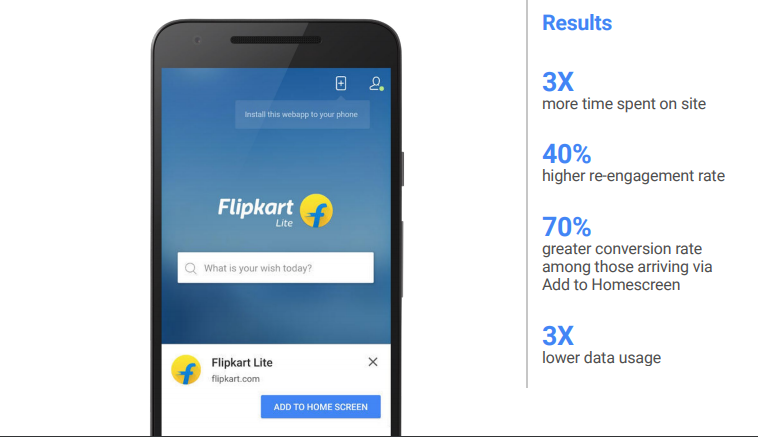 Install this webapp to your phone
Flipkart
Lite
What is your wish today?
Flipkart Lite
flipkart.com
ADD TO HOME SCREEN
Results
3X
more time spent on site
40%
higher re-engagement rate
70%
greater conversion rate
among those arriving via
Add to Homescreen
3X
lower data usage